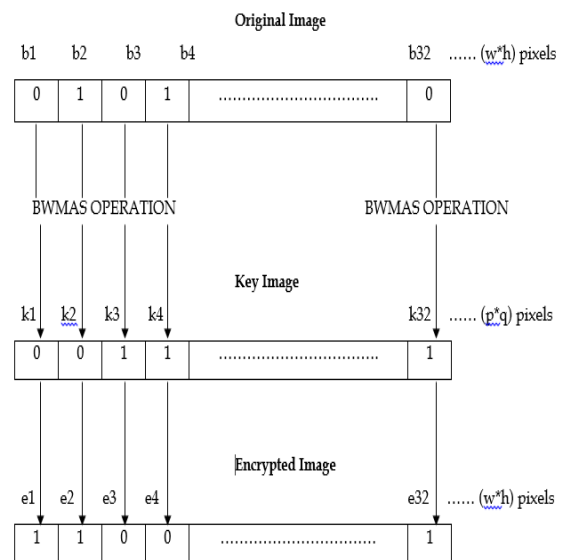 Original Image
b1 b2 b3 b4 b32 ...... (w*h) pixels
0 1 0 1 .................................. 0
BWMAS OPERATION BWMAS OPERATION
Key Image
k1 k2 k3 k4 k32 ...... (p*q) pixels
0 0 1 1 .................................. 1
Encrypted Image
e1 e2 e3 e4 e32 ...... (w*h) pixels
1 1 0 0 ................................. 1